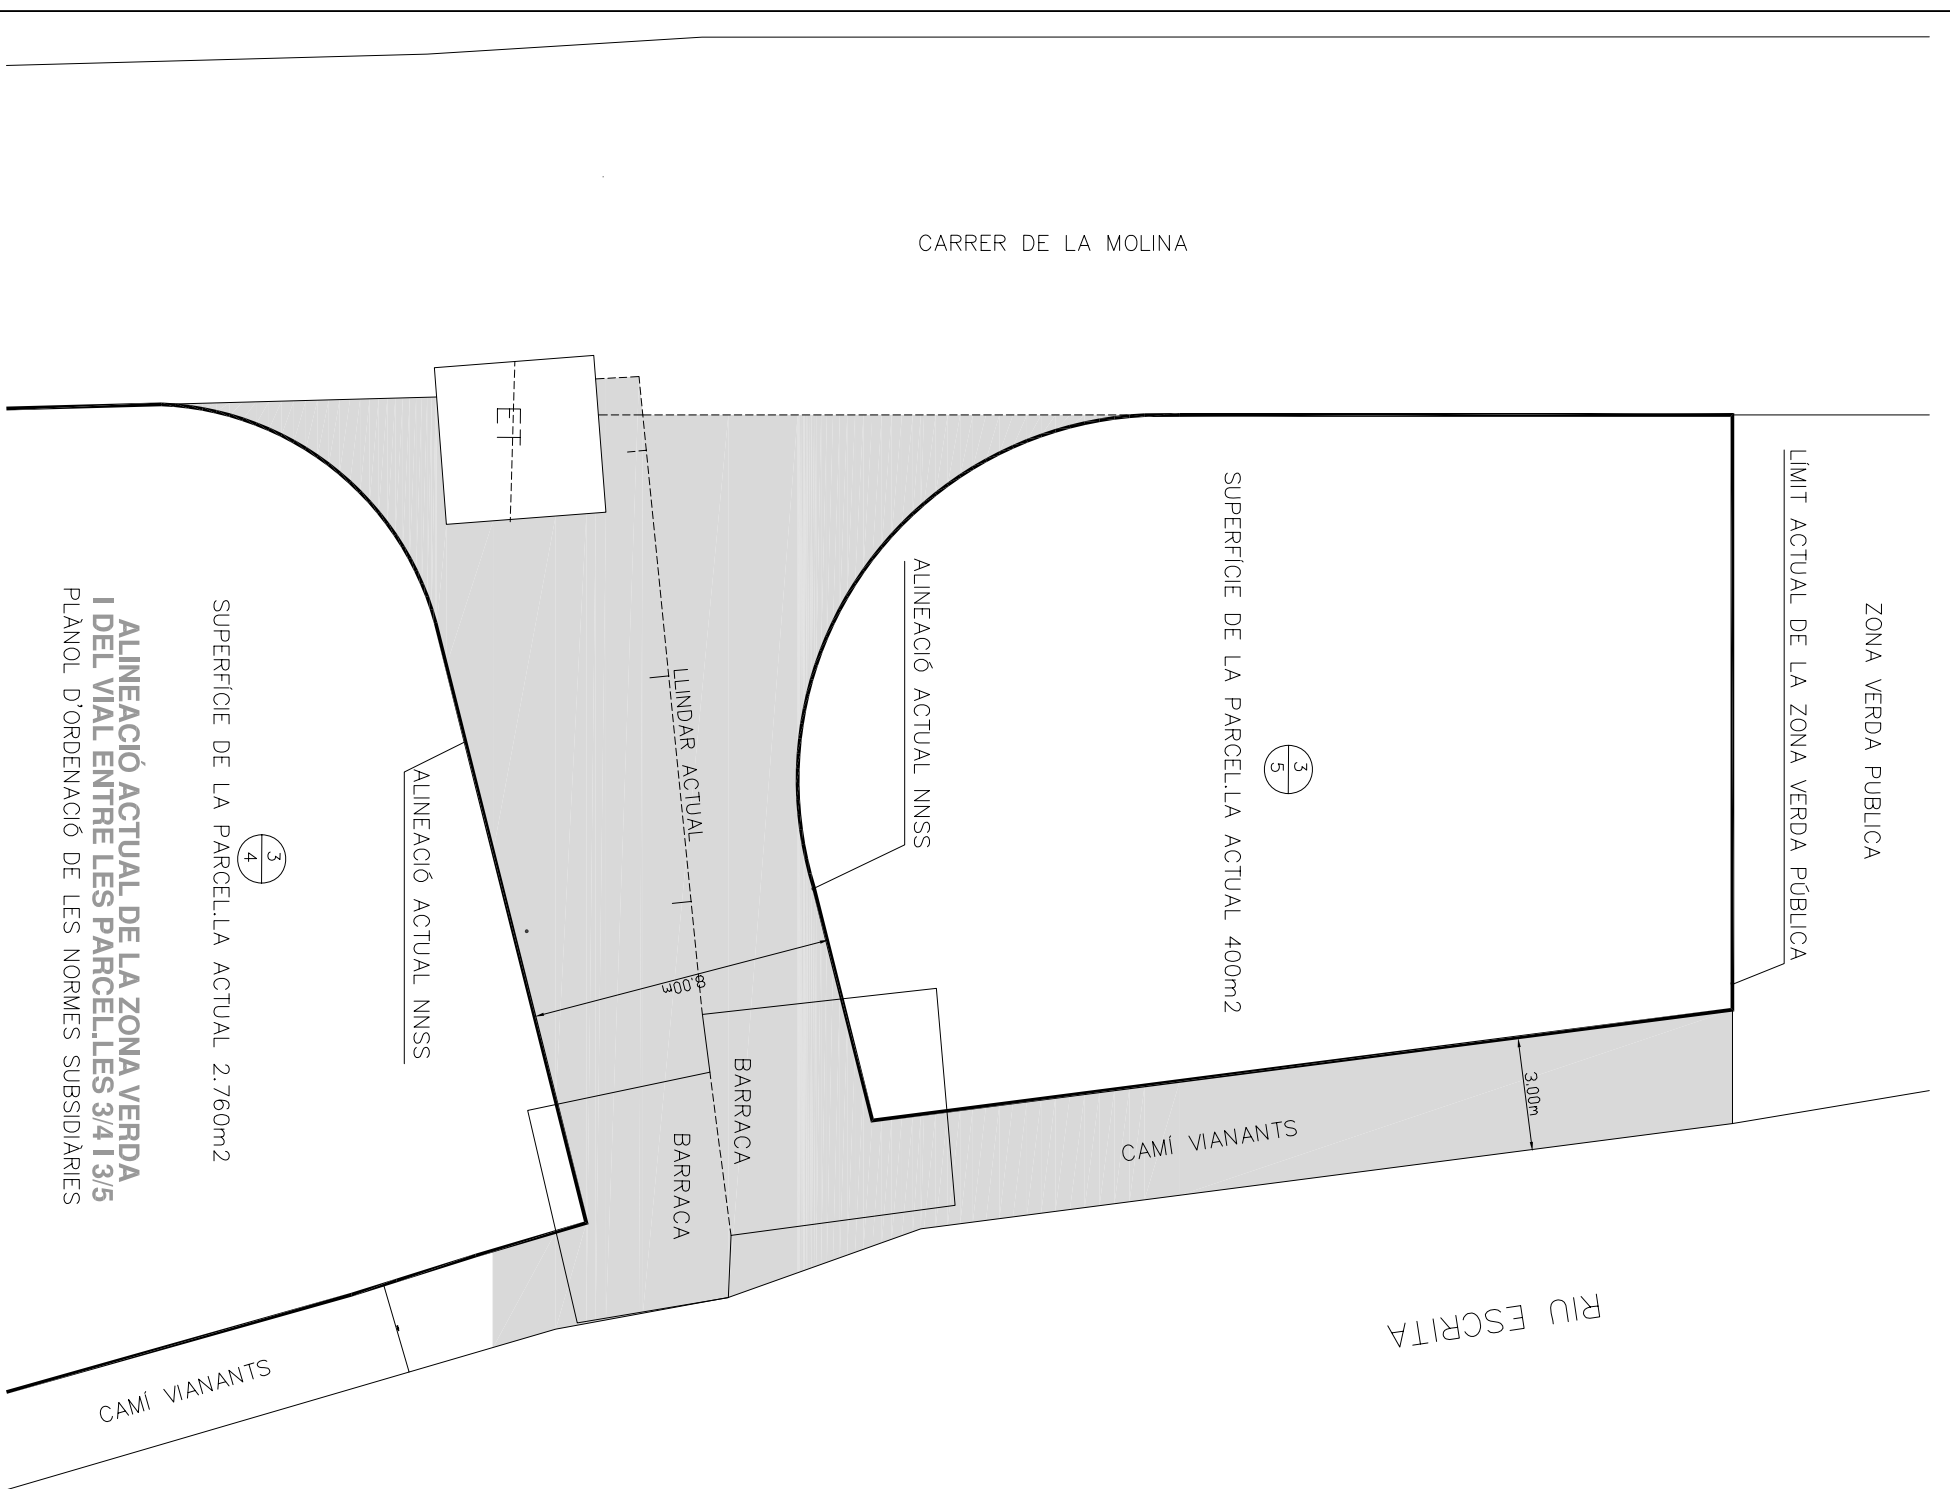 CARRER DE LA MOLINA
ET
LÍMIT ACTUAL DE LA ZONA VERDA PÚBLICA
ZONA VERDA PUBLICA
SUPERFÍCIE DE LA PARCEL.LA ACTUAL 400m2
3
5
ALINEACIÓ ACTUAL NNSS
LLINDAR ACTUAL
ALINEACIÓ ACTUAL NNSS
3
4
SUPERFÍCIE DE LA PARCEL.LA ACTUAL 2.760m2
ALINEACIÓ ACTUAL DE LA ZONA VERDA
I DEL VIAL ENTRE LES PARCEL.LES 3/4 I 3/5
PLÀNOL D'ORDENACIÓ DE LES NORMES SUBSIDIÀRIES
8.00m
BARRACA
BARRACA
3.00m
CAMÍ VIANANTS
RIU ESCRITA
CAMÍ VIANANTS